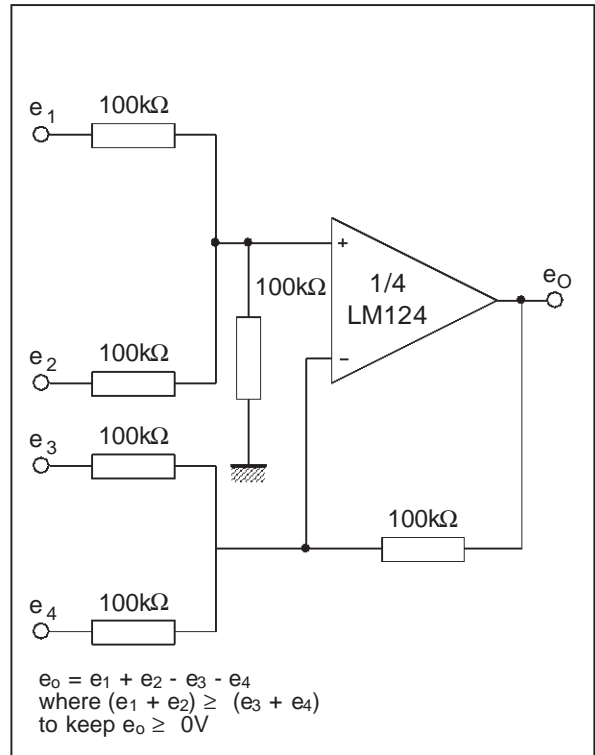 e1
100kΩ
+
1/4
LM124
100kΩ
eO
e2
100kΩ
−
e3
100kΩ
100kΩ
e4
100kΩ
eo = e1 + e2 - e3 - e4
where (e1 + e2) ≥ (e3 + e4)
to keep eo ≥ 0V